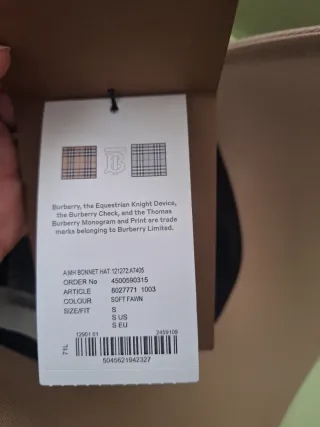 Burberry, the Equestrian Knight Device,
the Burberry Check, and the Thomas
Burberry Monogram and Print are trade
marks belonging to Burberry Limited.
A:MH BONNET HAT:121272:A7405
ORDER No 4500590315
ARTICLE 8027771 1003
COLOUR SOFT FAWN
SIZE/FIT S
S US
S EU
12901 01 2459109
71L
5045621942327